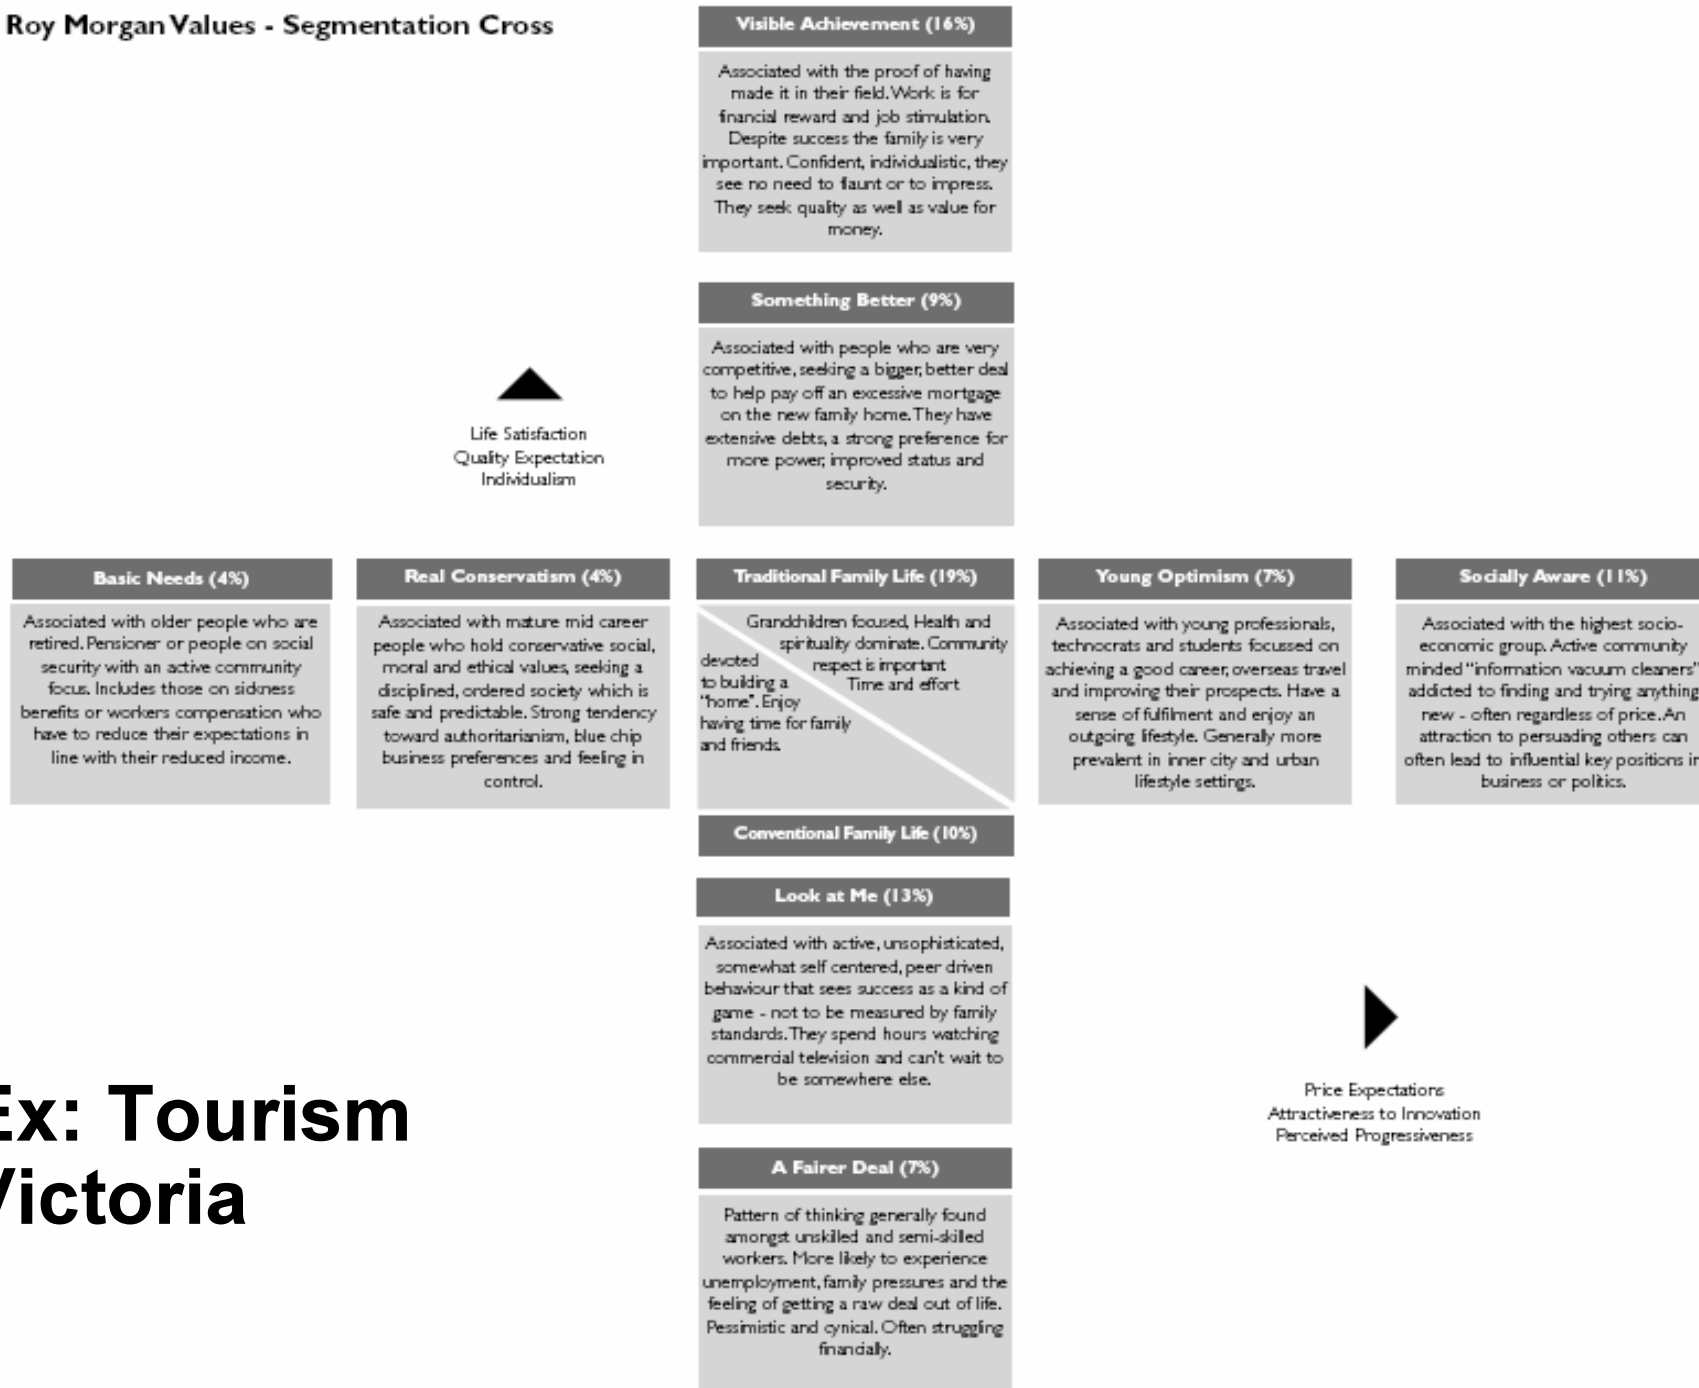 Roy Morgan Values - Segmentation Cross
Visible Achievement (16%)
Associated with the proof of having
made it in their field. Work is for
financial reward and job stimulation.
Despite success the family is very
important. Confident, individualistic, they
see no need to flaunt or to impress.
They seek quality as well as value for
money.
Something Better (9%)
Associated with people who are very
competitive, seeking a bigger, better deal
to help pay off an excessive mortgage
on the new family home. They have
extensive debts, a strong preference for
more power, improved status and
security.
Life Satisfaction
Quality Expectation
Individualism
Basic Needs (4%)
Associated with older people who are
retired. Pensioner or people on social
security with an active community
focus. Includes those on sickness
benefits or workers compensation who
have to reduce their expectations in
line with their reduced income.
Real Conservatism (4%)
Associated with mature mid career
people who hold conservative social,
moral and ethical values, seeking a
disciplined, ordered society which is
safe and predictable. Strong tendency
toward authoritarianism, blue chip
business preferences and feeling in
control.
Traditional Family Life (19%)
Grandchildren focused, Health and
spirituality dominate. Community
respect is important
Time and effort
devoted
to building a
"home". Enjoy
having time for family
and friends.
Conventional Family Life (10%)
Young Optimism (7%)
Associated with young professionals,
technocrats and students focussed on
achieving a good career, overseas travel
and improving their prospects. Have a
sense of fulfilment and enjoy an
outgoing lifestyle. Generally more
prevalent in inner city and urban
lifestyle settings.
Socially Aware (11%)
Associated with the highest socio-
economic group. Active community
minded "information vacuum cleaners"
addicted to finding and trying anything
new - often regardless of price. An
attraction to persuading others can
often lead to influential key positions in
business or politics.
Look at Me (13%)
Associated with active, unsophisticated,
somewhat self centered, peer driven
behaviour that sees success as a kind of
game - not to be measured by family
standards. They spend hours watching
commercial television and can't wait to
be somewhere else.
Price Expectations
Attractiveness to Innovation
Perceived Progressiveness
Ex: Tourism
Victoria
A Fairer Deal (7%)
Pattern of thinking generally found
amongst unskilled and semi-skilled
workers. More likely to experience
unemployment, family pressures and the
feeling of getting a raw deal out of life.
Pessimistic and cynical. Often struggling
financially.